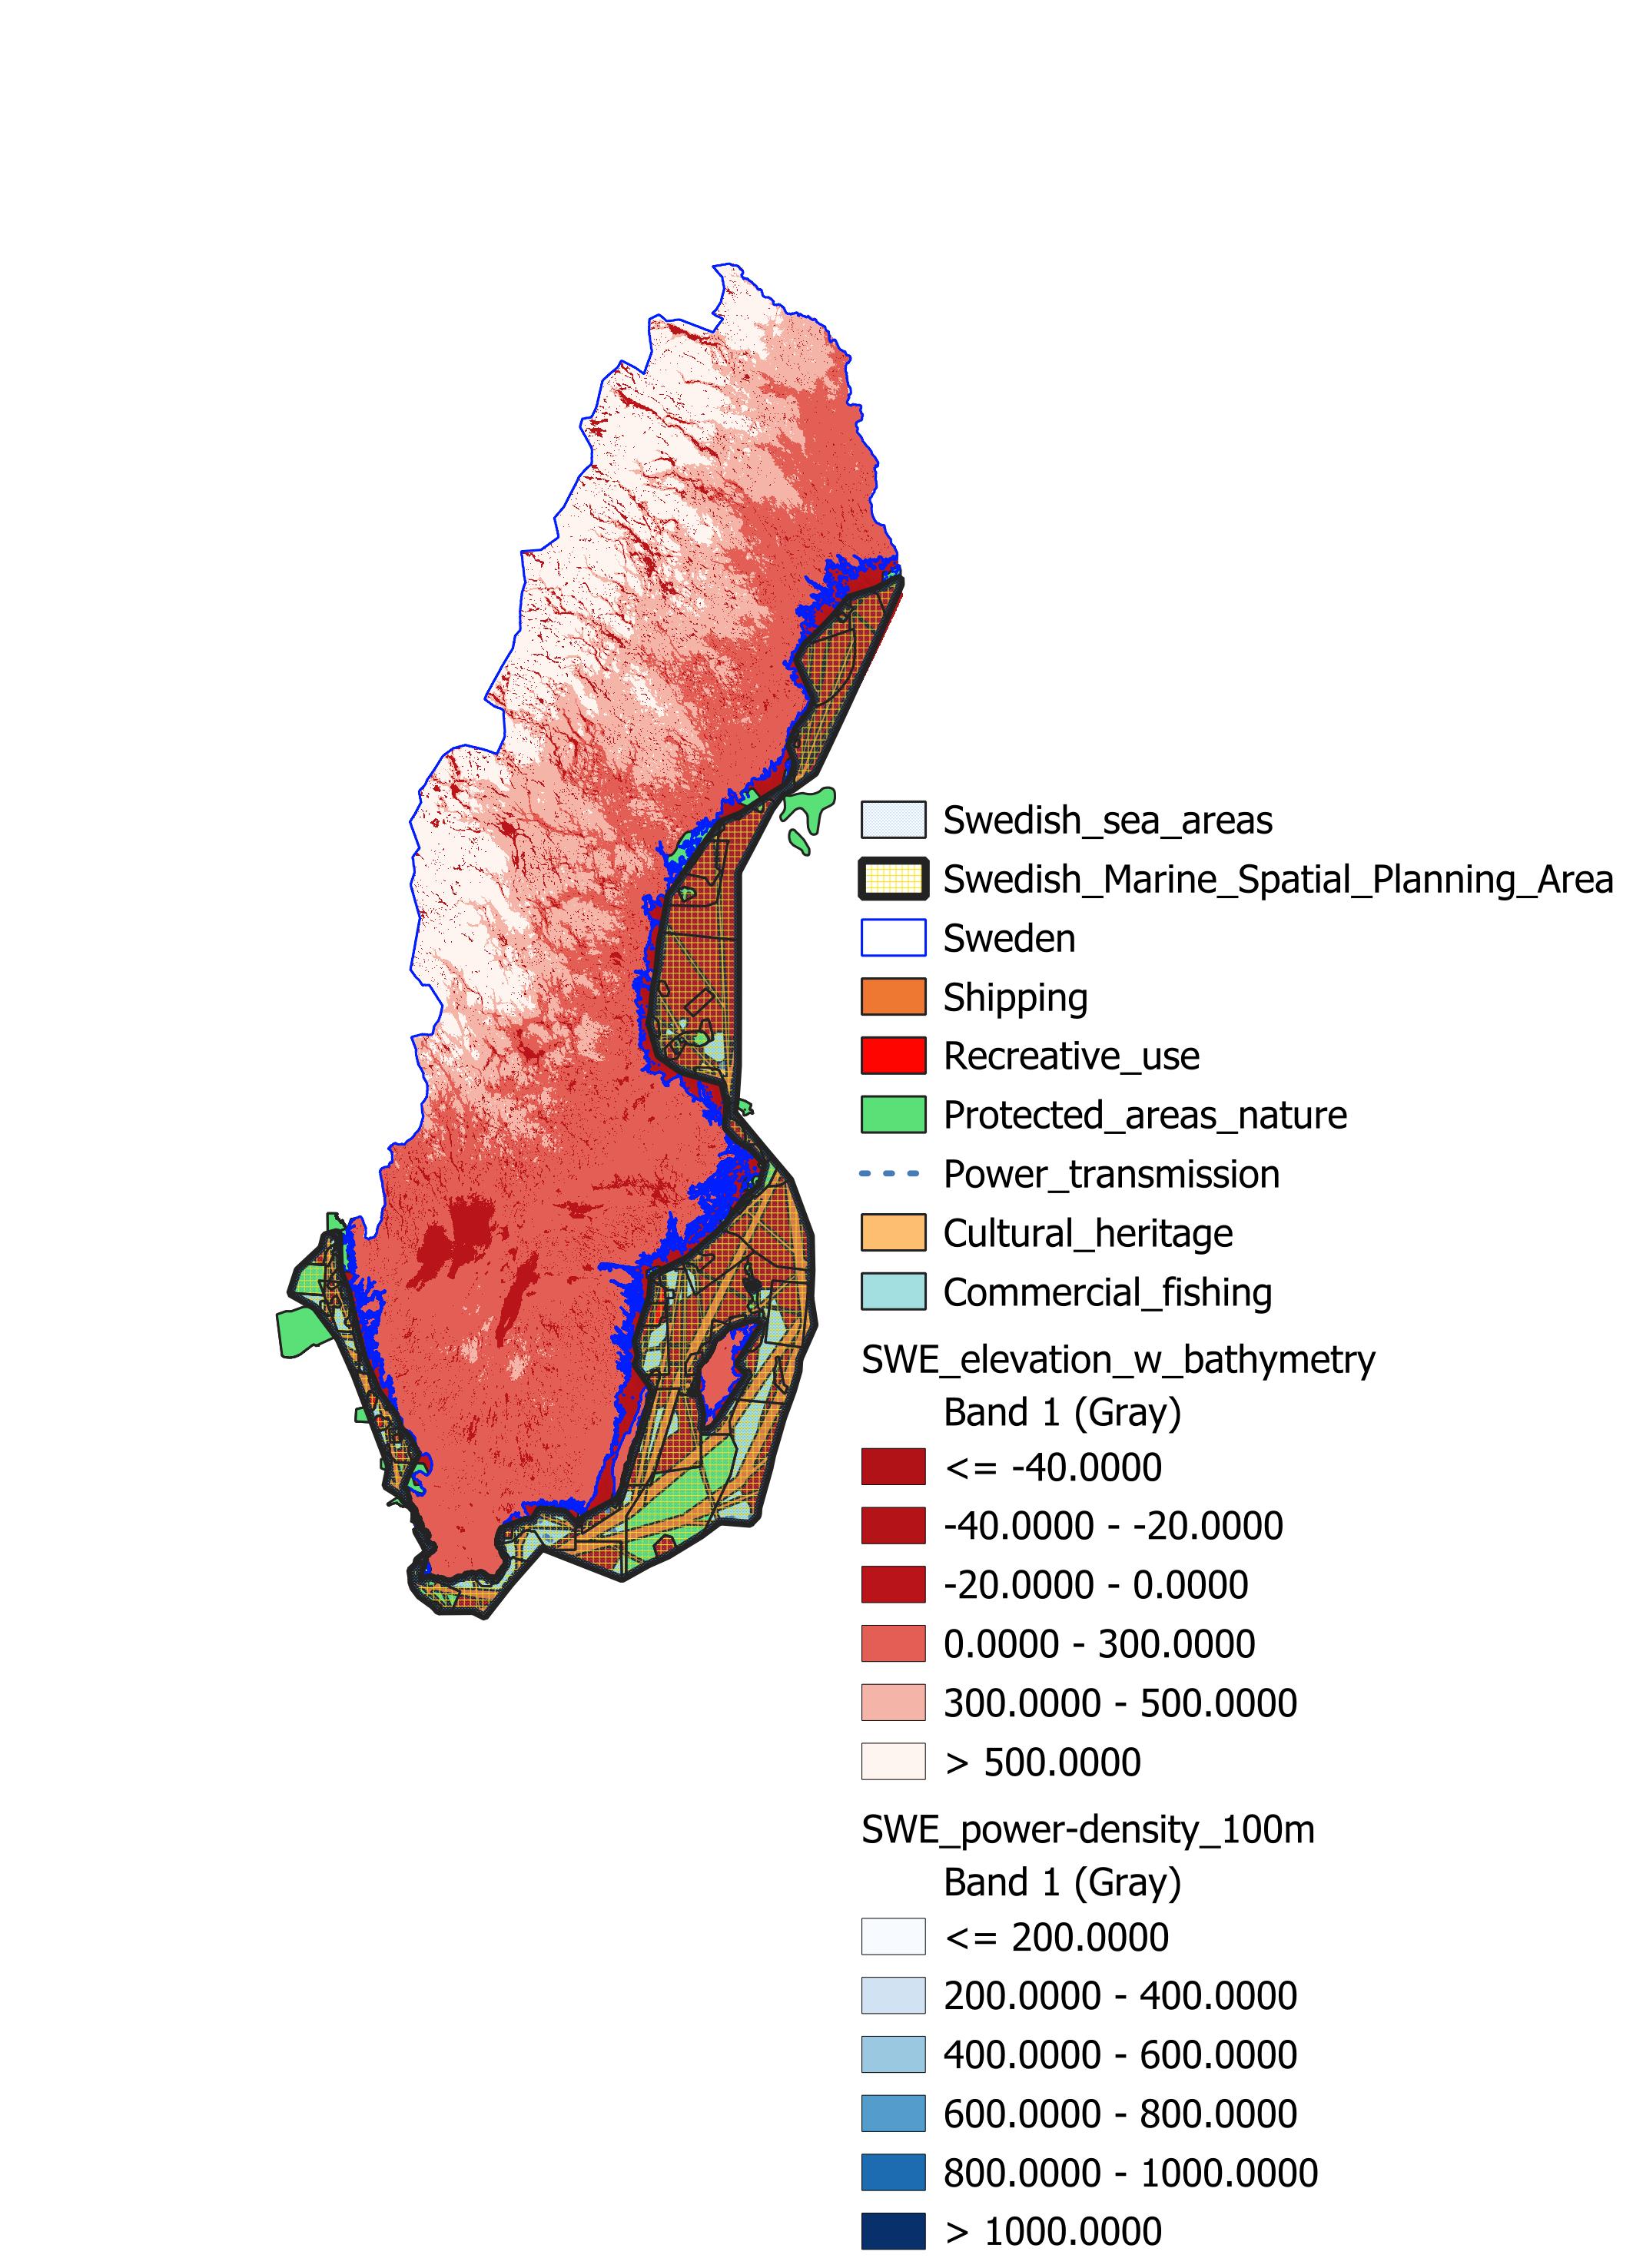 Swedish_sea_areas
Swedish_Marine_Spatial_Planning_Area
Sweden
Shipping
Recreative_use
Protected_areas_nature
Power_transmission
Cultural_heritage
Commercial_fishing
SWE_elevation_w_bathymetry
Band 1 (Gray)
<= -40.0000
-40.0000 - -20.0000
-20.0000 - 0.0000
0.0000 - 300.0000
300.0000 - 500.0000
> 500.0000
SWE_power-density_100m
Band 1 (Gray)
<= 200.0000
200.0000 - 400.0000
400.0000 - 600.0000
600.0000 - 800.0000
800.0000 - 1000.0000
> 1000.0000